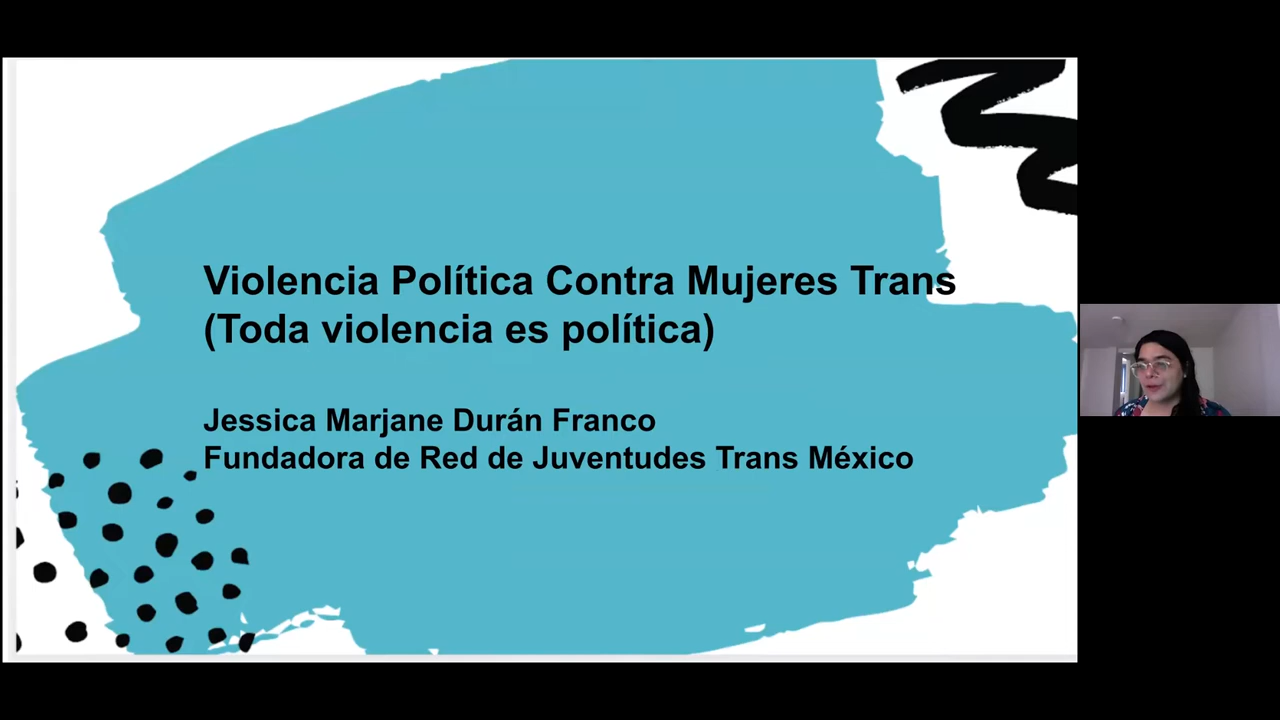 Violencia Política Contra Mujeres Trans
(Toda violencia es política)
Jessica Marjane Durán Franco
Fundadora de Red de Juventudes Trans México